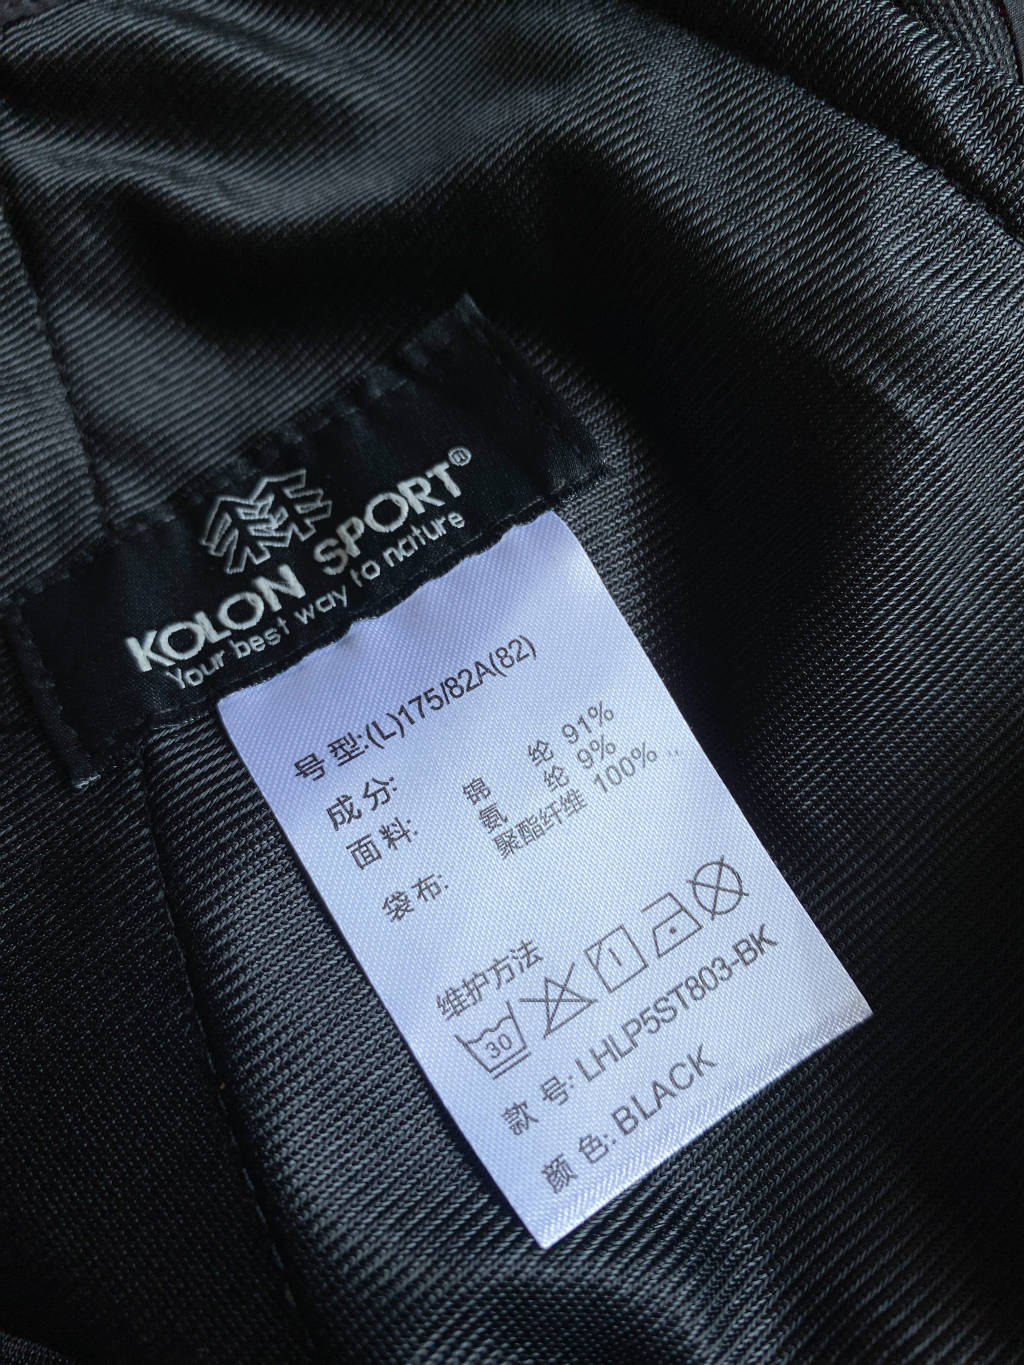 KOLON SPORT®
Your best way to nature
号型:(L)175/82A(82)
成分:
面料: 锦纶 91%
氨纶 9%
袋布: 聚酯纤维 100%
维护方法
30
款号: LHLP5ST803-BK
颜色: BLACK